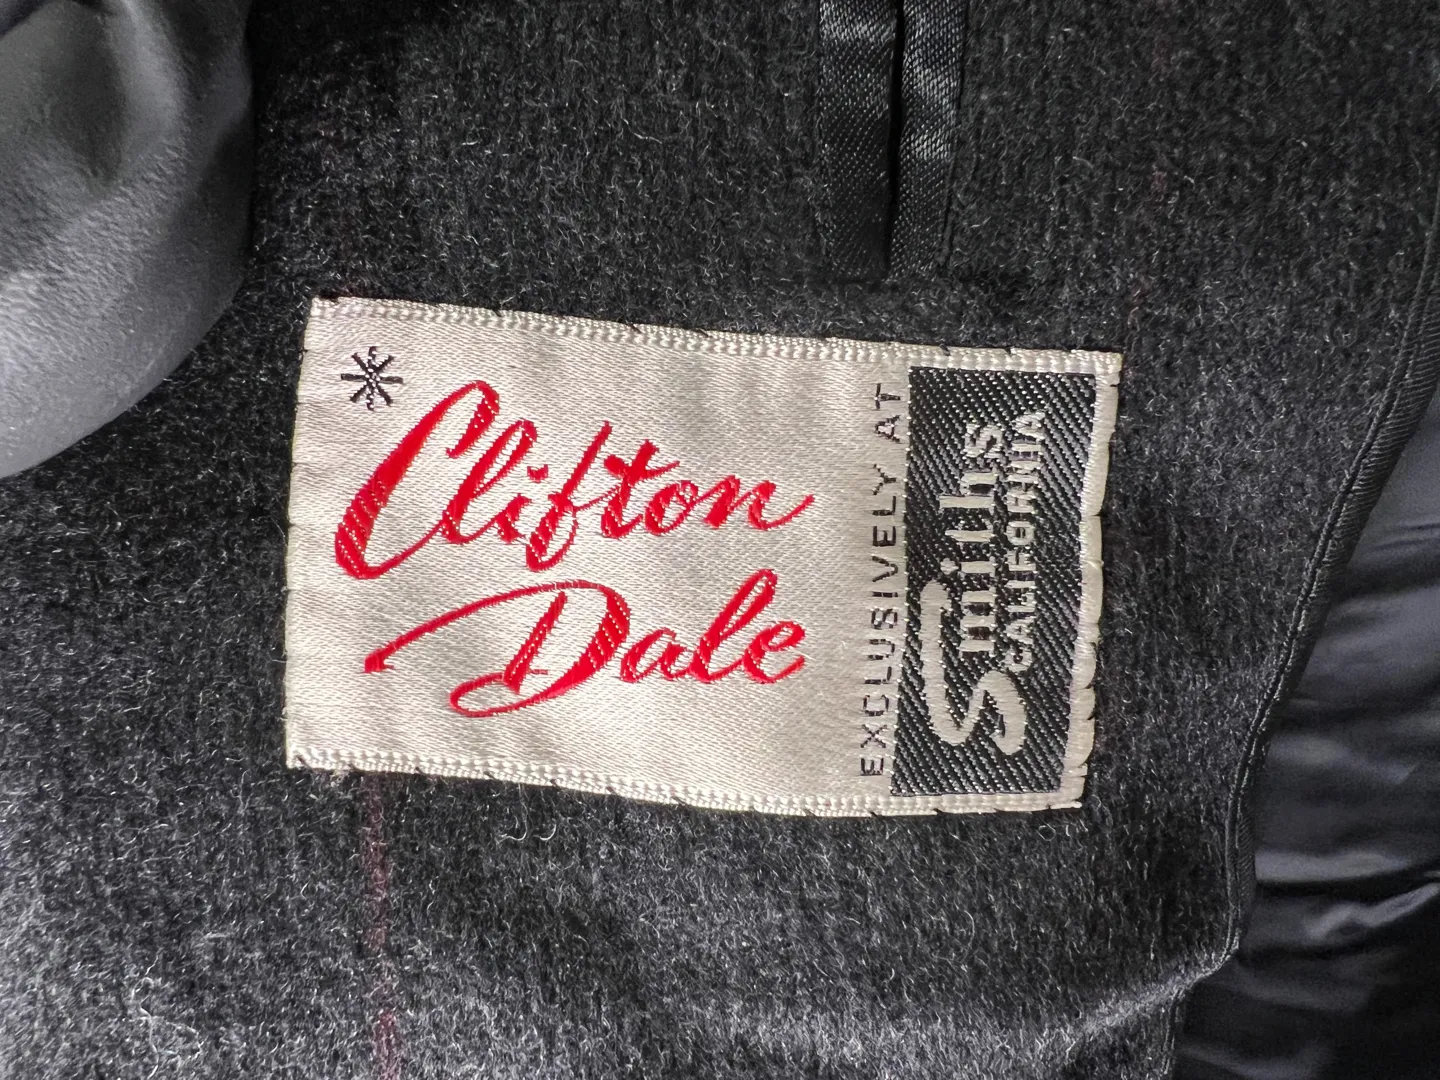 Clifton
Dale
EXCLUSIVELY AT
Smiths
CALIFORNIA